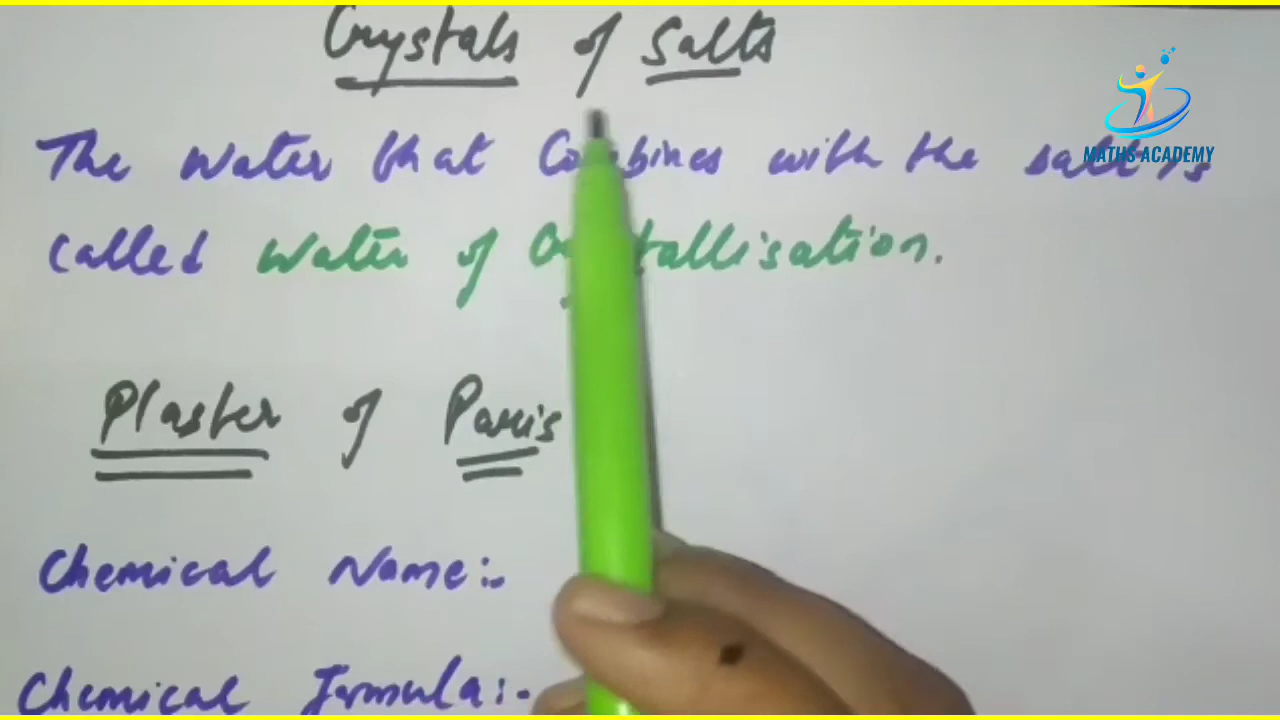 Crystals of Salts
MATHS ACADEMY
The water that Combines with the salt is
called water of Crystallisation.
Plaster of Paris
Chemical Name:-
Chemical Formula:-